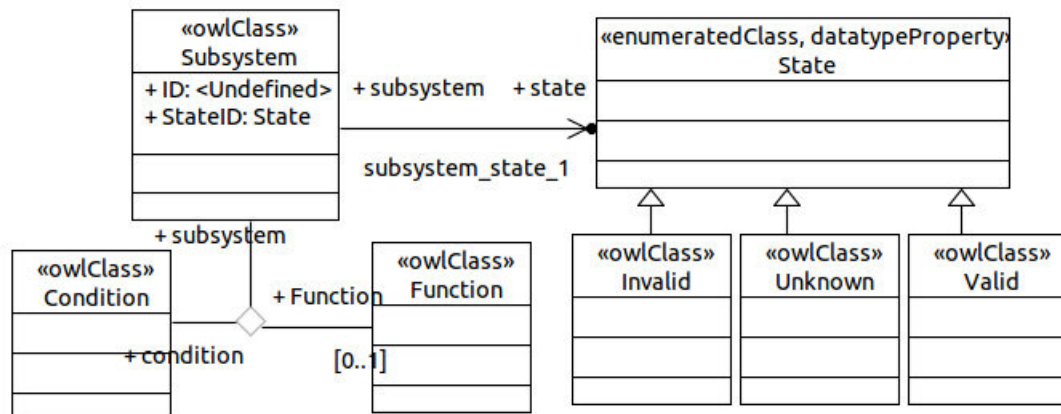 «owlClass»
Subsystem
+ ID: <Undefined>
+ StateID: State
+ subsystem
+ state
subsystem_state_1
«enumeratedClass, datatypeProperty»
State
+ subsystem
«owlClass»
Condition
+ condition
+ Function
[0..1]
«owlClass»
Function
«owlClass»
Invalid
«owlClass»
Unknown
«owlClass»
Valid